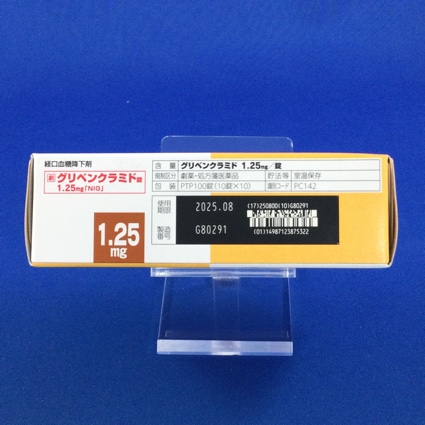 経口血糖降下剤
劇 グリベンクラミド錠
1.25mg「NIG」
1.25
mg
含 量 グリベンクラミド 1.25mg/錠
規制区分 劇薬・処方箋医薬品 貯法等 室温保存
包 装 PTP100錠(10錠×10) 識別コード PC142
使用
期限 2025.08
製造
番号 G80291
(17)250800(10)G80291
(01)14987123875322